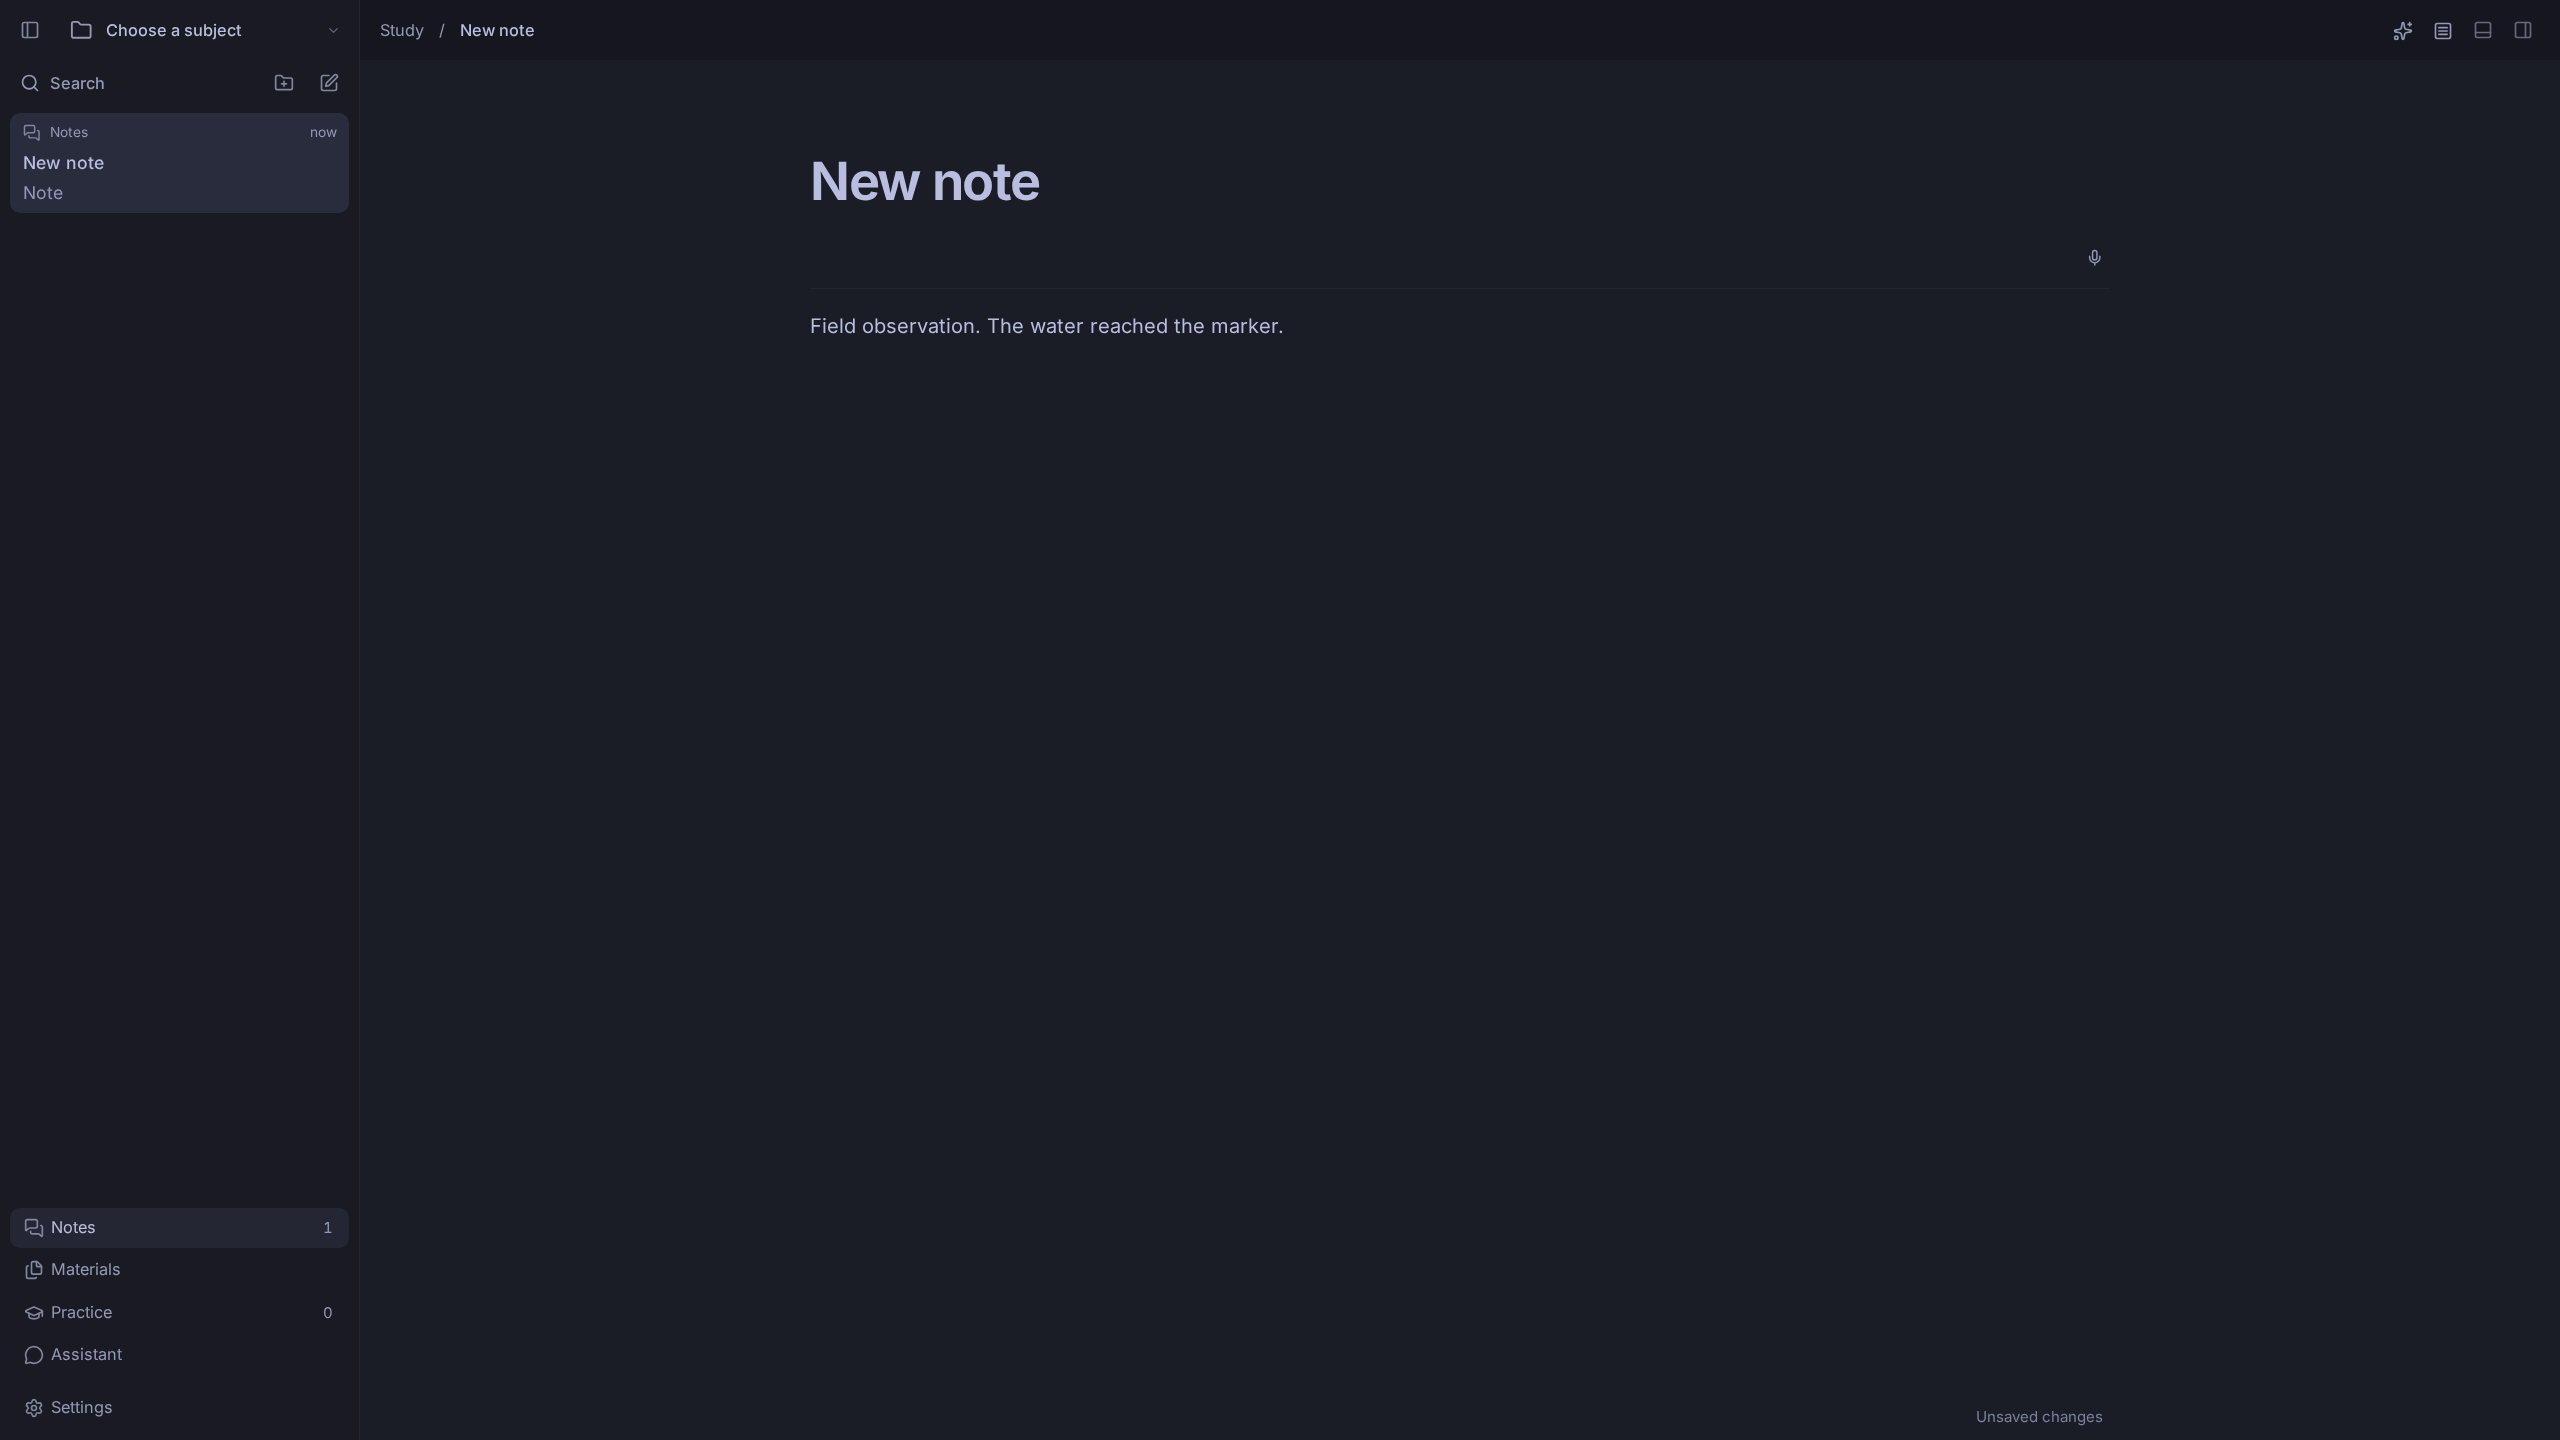 Choose a subject
Study / New note
Search
Notes now
New note
Note
New note
Field observation. The water reached the marker.
Notes 1
Materials
Practice 0
Assistant
Settings
Unsaved changes